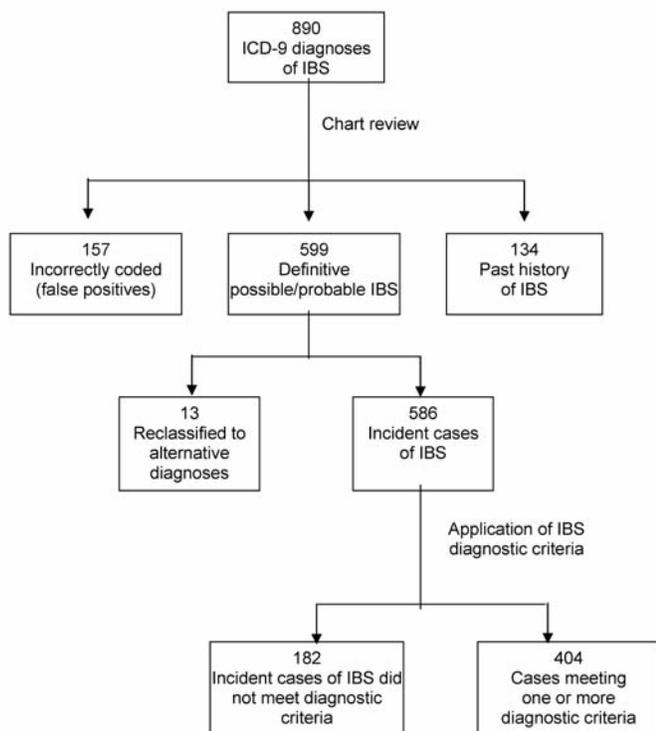 890
ICD-9 diagnoses
of IBS
Chart review
157
Incorrectly coded
(false positives)
599
Definitive
possible/probable IBS
134
Past history
of IBS
13
Reclassified to
alternative
diagnoses
586
Incident cases
of IBS
Application of IBS
diagnostic criteria
182
Incident cases of IBS did
not meet diagnostic
criteria
404
Cases meeting
one or more
diagnostic criteria